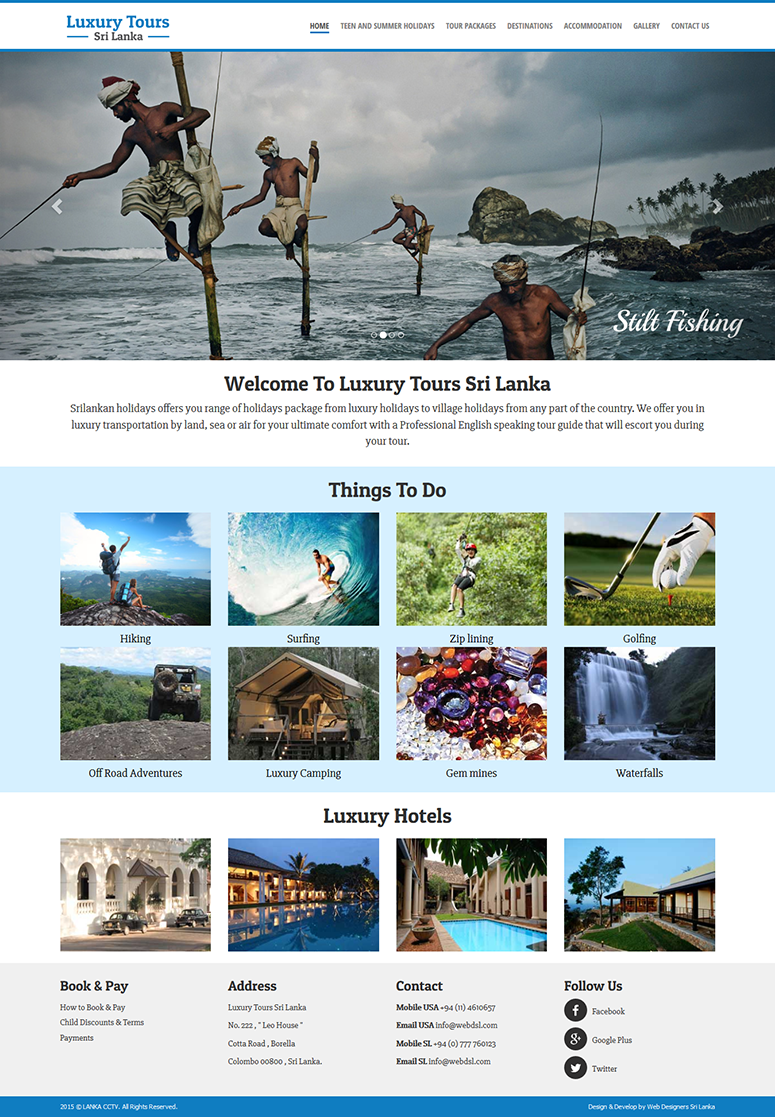 Luxury Tours
Sri Lanka
HOME TEEN AND SUMMER HOLIDAYS TOUR PACKAGES DESTINATIONS ACCOMMODATION GALLERY CONTACT US
Stilt Fishing
Welcome To Luxury Tours Sri Lanka
Srilankan holidays offers you range of holidays package from luxury holidays to village holidays from any part of the country. We offer you in
luxury transportation by land, sea or air for your ultimate comfort with a Professional English speaking tour guide that will escort you during
your tour.
Things To Do
Hiking
Surfing
Zip lining
Golfing
Off Road Adventures
Luxury Camping
Gem mines
Waterfalls
Luxury Hotels
Book & Pay
How to Book & Pay
Child Discounts & Terms
Payments
Address
Luxury Tours Sri Lanka
No. 222 , " Leo House "
Cotta Road , Borella
Colombo 00800 , Sri Lanka.
Contact
Mobile USA +94 (11) 4610657
Email USA info@webdsl.com
Mobile SL +94 (0) 777 760123
Email SL info@webdsl.com
Follow Us
Facebook
Google Plus
Twitter
2015 © LANKA CCTV. All Rights Reserved.
Design & Develop by Web Designers Sri Lanka